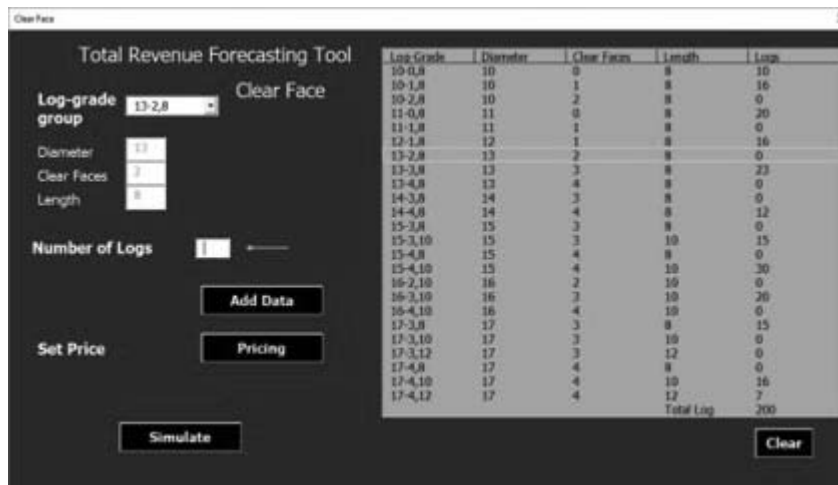 Clear Face
Total Revenue Forecasting Tool
Clear Face
Log-grade group
13-2,8
Diameter 13
Clear Faces 2
Length 8
Number of Logs
Add Data
Set Price
Pricing
Simulate
Log-Grade Diameter Clear Faces Length Logs
10-0,8 10 0 8 10
10-1,8 10 1 8 16
10-2,8 10 2 8 0
11-0,8 11 0 8 20
11-1,8 11 1 8 0
12-1,8 12 1 8 16
13-2,8 13 2 8 0
13-3,8 13 3 8 23
13-4,8 13 4 8 0
14-3,8 14 3 8 0
14-4,8 14 4 8 12
15-3,8 15 3 8 0
15-3,10 15 3 10 15
15-4,8 15 4 8 0
15-4,10 15 4 10 30
16-2,10 16 2 10 0
16-3,10 16 3 10 20
16-4,10 16 4 10 0
17-3,8 17 3 8 15
17-3,10 17 3 10 0
17-3,12 17 3 12 0
17-4,8 17 4 8 0
17-4,10 17 4 10 16
17-4,12 17 4 12 7
Total Log 200
Clear